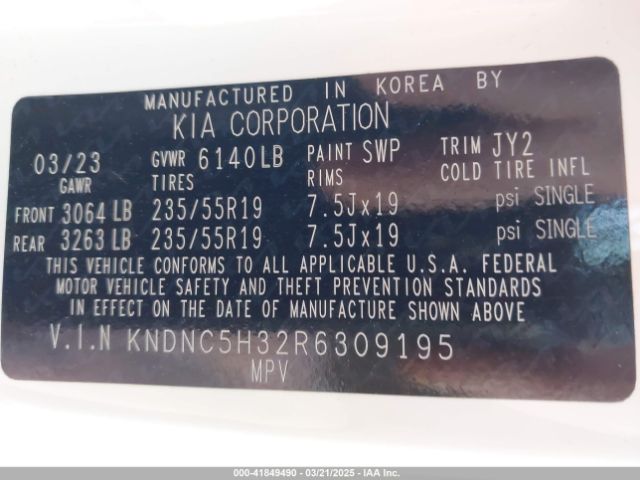 MANUFACTURED IN KOREA BY
KIA CORPORATION
03/23 GVWR 6140LB PAINT SWP TRIM JY2
GAWR TIRES RIMS COLD TIRE INFL
FRONT 3064 LB 235/55R19 7.5Jx19 psi SINGLE
REAR 3263 LB 235/55R19 7.5Jx19 psi SINGLE
THIS VEHICLE CONFORMS TO ALL APPLICABLE U.S.A. FEDERAL
MOTOR VEHICLE SAFETY AND THEFT PREVENTION STANDARDS
IN EFFECT ON THE DATE OF MANUFACTURE SHOWN ABOVE
V.I.N KNDNC5H32R6309195
MPV
000-41849490 - 03/21/2025 - IAA Inc.